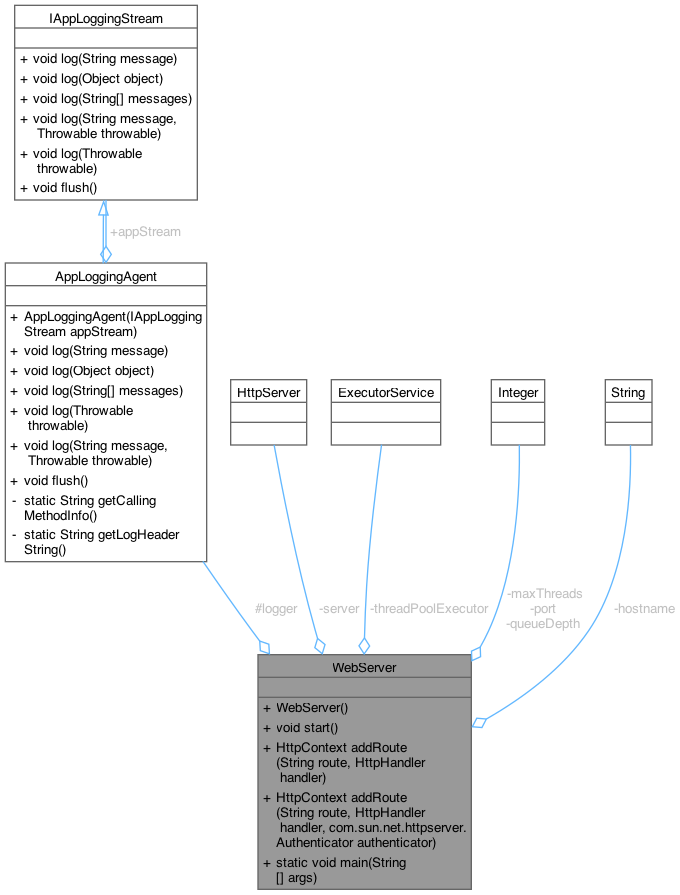 IAppLoggingStream
+ void log(String message)
+ void log(Object object)
+ void log(String[] messages)
+ void log(String message,
Throwable throwable)
+ void log(Throwable
throwable)
+ void flush()
+appStream
AppLoggingAgent
+ AppLoggingAgent(IAppLogging
Stream appStream)
+ void log(String message)
+ void log(Object object)
+ void log(String[] messages)
+ void log(Throwable
throwable)
+ void log(String message,
Throwable throwable)
+ void flush()
- static String getCalling
MethodInfo()
- static String getLogHeader
String()
HttpServer
ExecutorService
Integer
String
#logger
-server
-threadPoolExecutor
-maxThreads
-port
-queueDepth
-hostname
WebServer
+ WebServer()
+ void start()
+ HttpContext addRoute
(String route, HttpHandler
handler)
+ HttpContext addRoute
(String route, HttpHandler
handler, com.sun.net.httpserver.
Authenticator authenticator)
+ static void main(String
[] args)